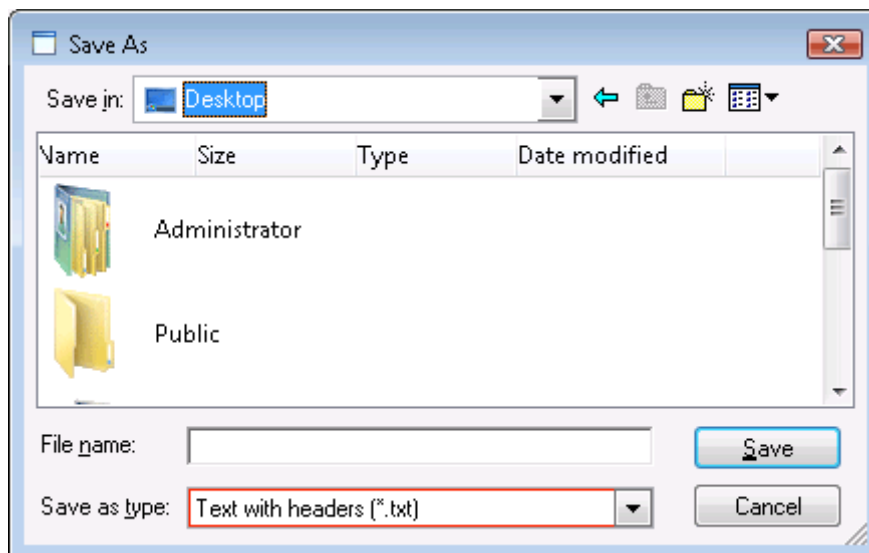 Save As
Save in: Desktop
Name Size Type Date modified
Administrator
Public
File name: Save
Save as type: Text with headers (*.txt) Cancel